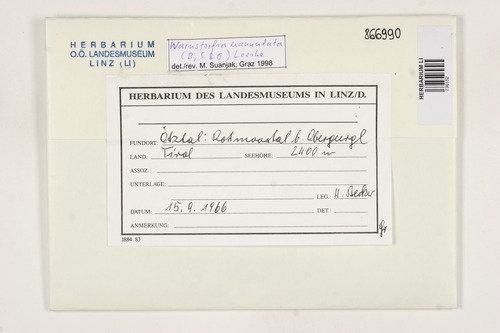 HERBARIUM
O.Ö. LANDESMUSEUM
LINZ (LI)
Warnstorfia exannulata
(B.S.G.) Loeske
det./rev. M. Suanjak, Graz 1998
866990
HERBARIUM LI
HERBARIUM DES LANDESMUSEUMS IN LINZ/D.
FUNDORT: Ötztal: Rotmoostal b. Obergurgl
LAND: Tirol SEEHÖHE: 2400 m
ASSOZ.:
UNTERLAGE:
LEG.: H. Becker
DATUM: 15.9.1966 DET.:
ANMERKUNG:
1884 83